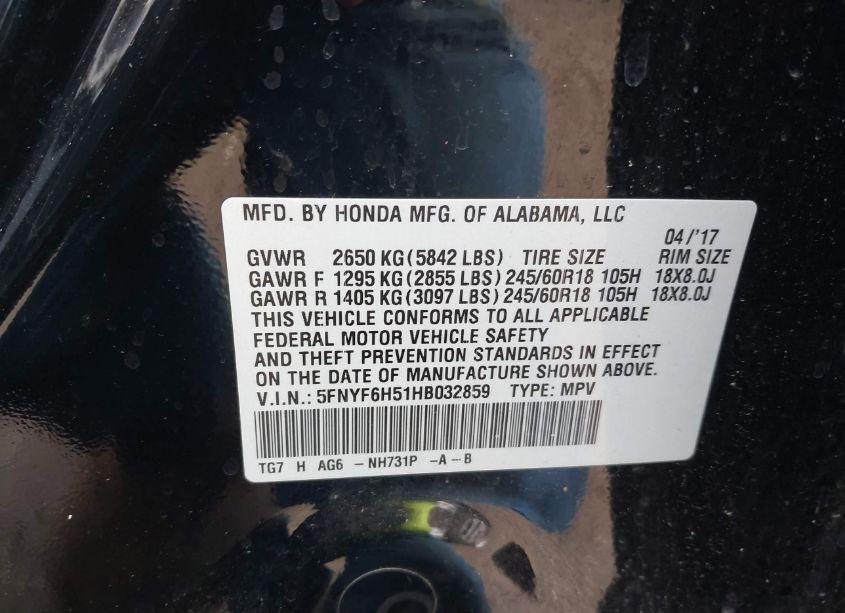 MFD. BY HONDA MFG. OF ALABAMA, LLC
04/'17
GVWR 2650 KG(5842 LBS) TIRE SIZE RIM SIZE
GAWR F 1295 KG(2855 LBS)245/60R18 105H 18X8.0J
GAWR R 1405 KG(3097 LBS)245/60R18 105H 18X8.0J
THIS VEHICLE CONFORMS TO ALL APPLICABLE
FEDERAL MOTOR VEHICLE SAFETY
AND THEFT PREVENTION STANDARDS IN EFFECT
ON THE DATE OF MANUFACTURE SHOWN ABOVE.
V.I.N.: 5FNYF6H51HB032859 TYPE: MPV
TG7 H AG6 -NH731P -A-B